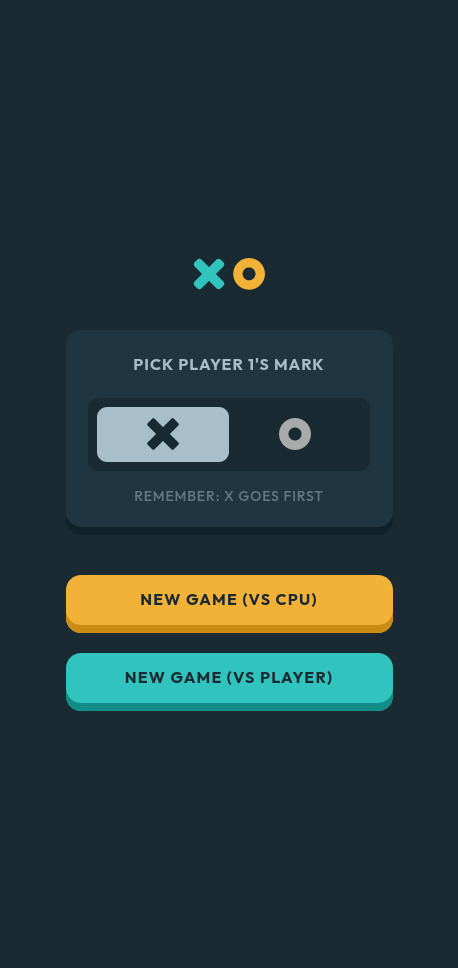 PICK PLAYER 1'S MARK
REMEMBER: X GOES FIRST
NEW GAME (VS CPU)
NEW GAME (VS PLAYER)